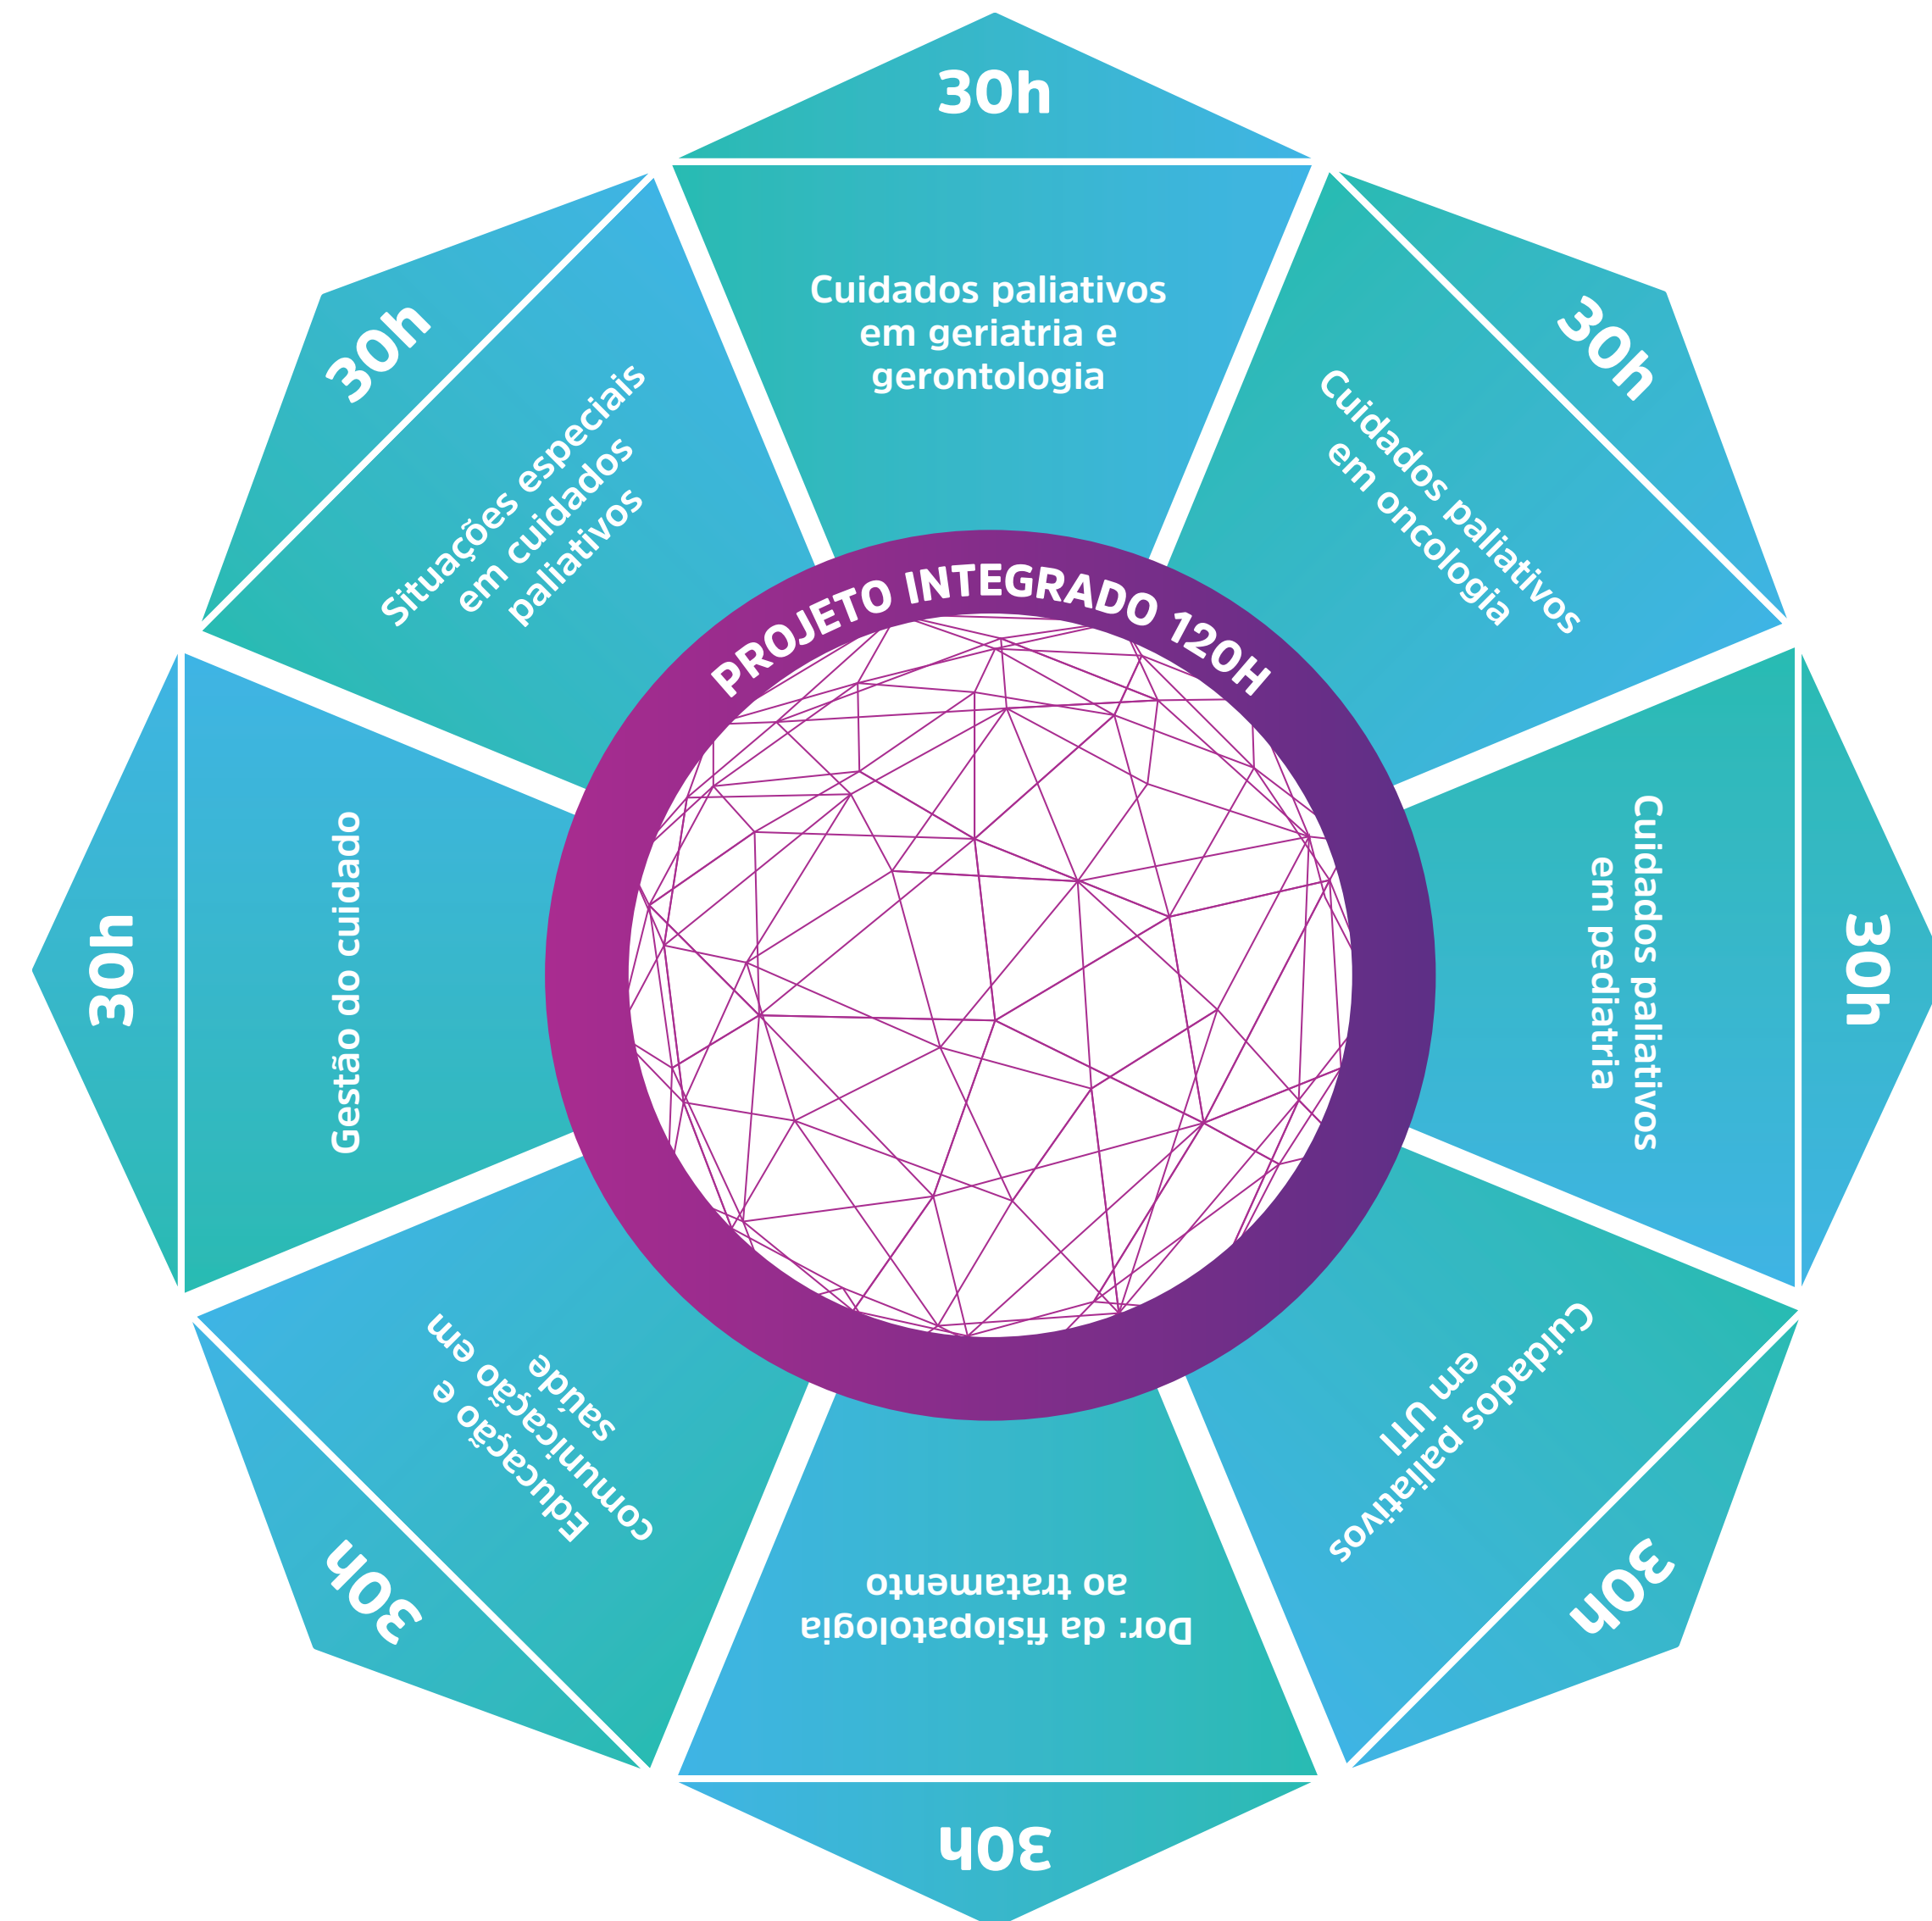 30h
Cuidados paliativos
em geriatria e
gerontologia
30h
Cuidados paliativos
em oncologia
30h
Cuidados paliativos
em pediatria
30h
Cuidados paliativos
em UTI
30h
Dor: da fisiopatologia
ao tratamento
30h
Educação e
comunicação em
saúde
30h
Gestão do cuidado
30h
Situações especiais
em cuidados
paliativos
PROJETO INTEGRADO 120H